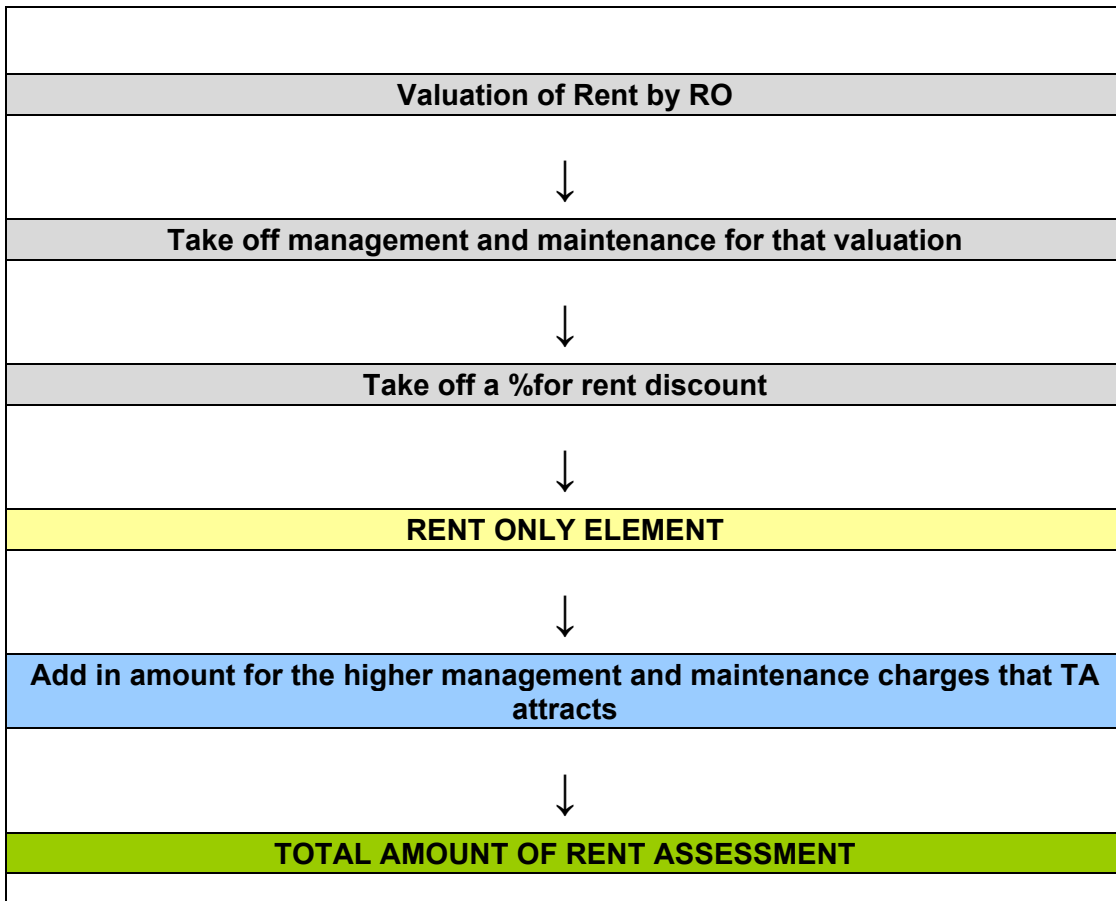 Valuation of Rent by RO
↓
Take off management and maintenance for that valuation
↓
Take off a %for rent discount
↓
RENT ONLY ELEMENT
↓
Add in amount for the higher management and maintenance charges that TA
attracts
↓
TOTAL AMOUNT OF RENT ASSESSMENT